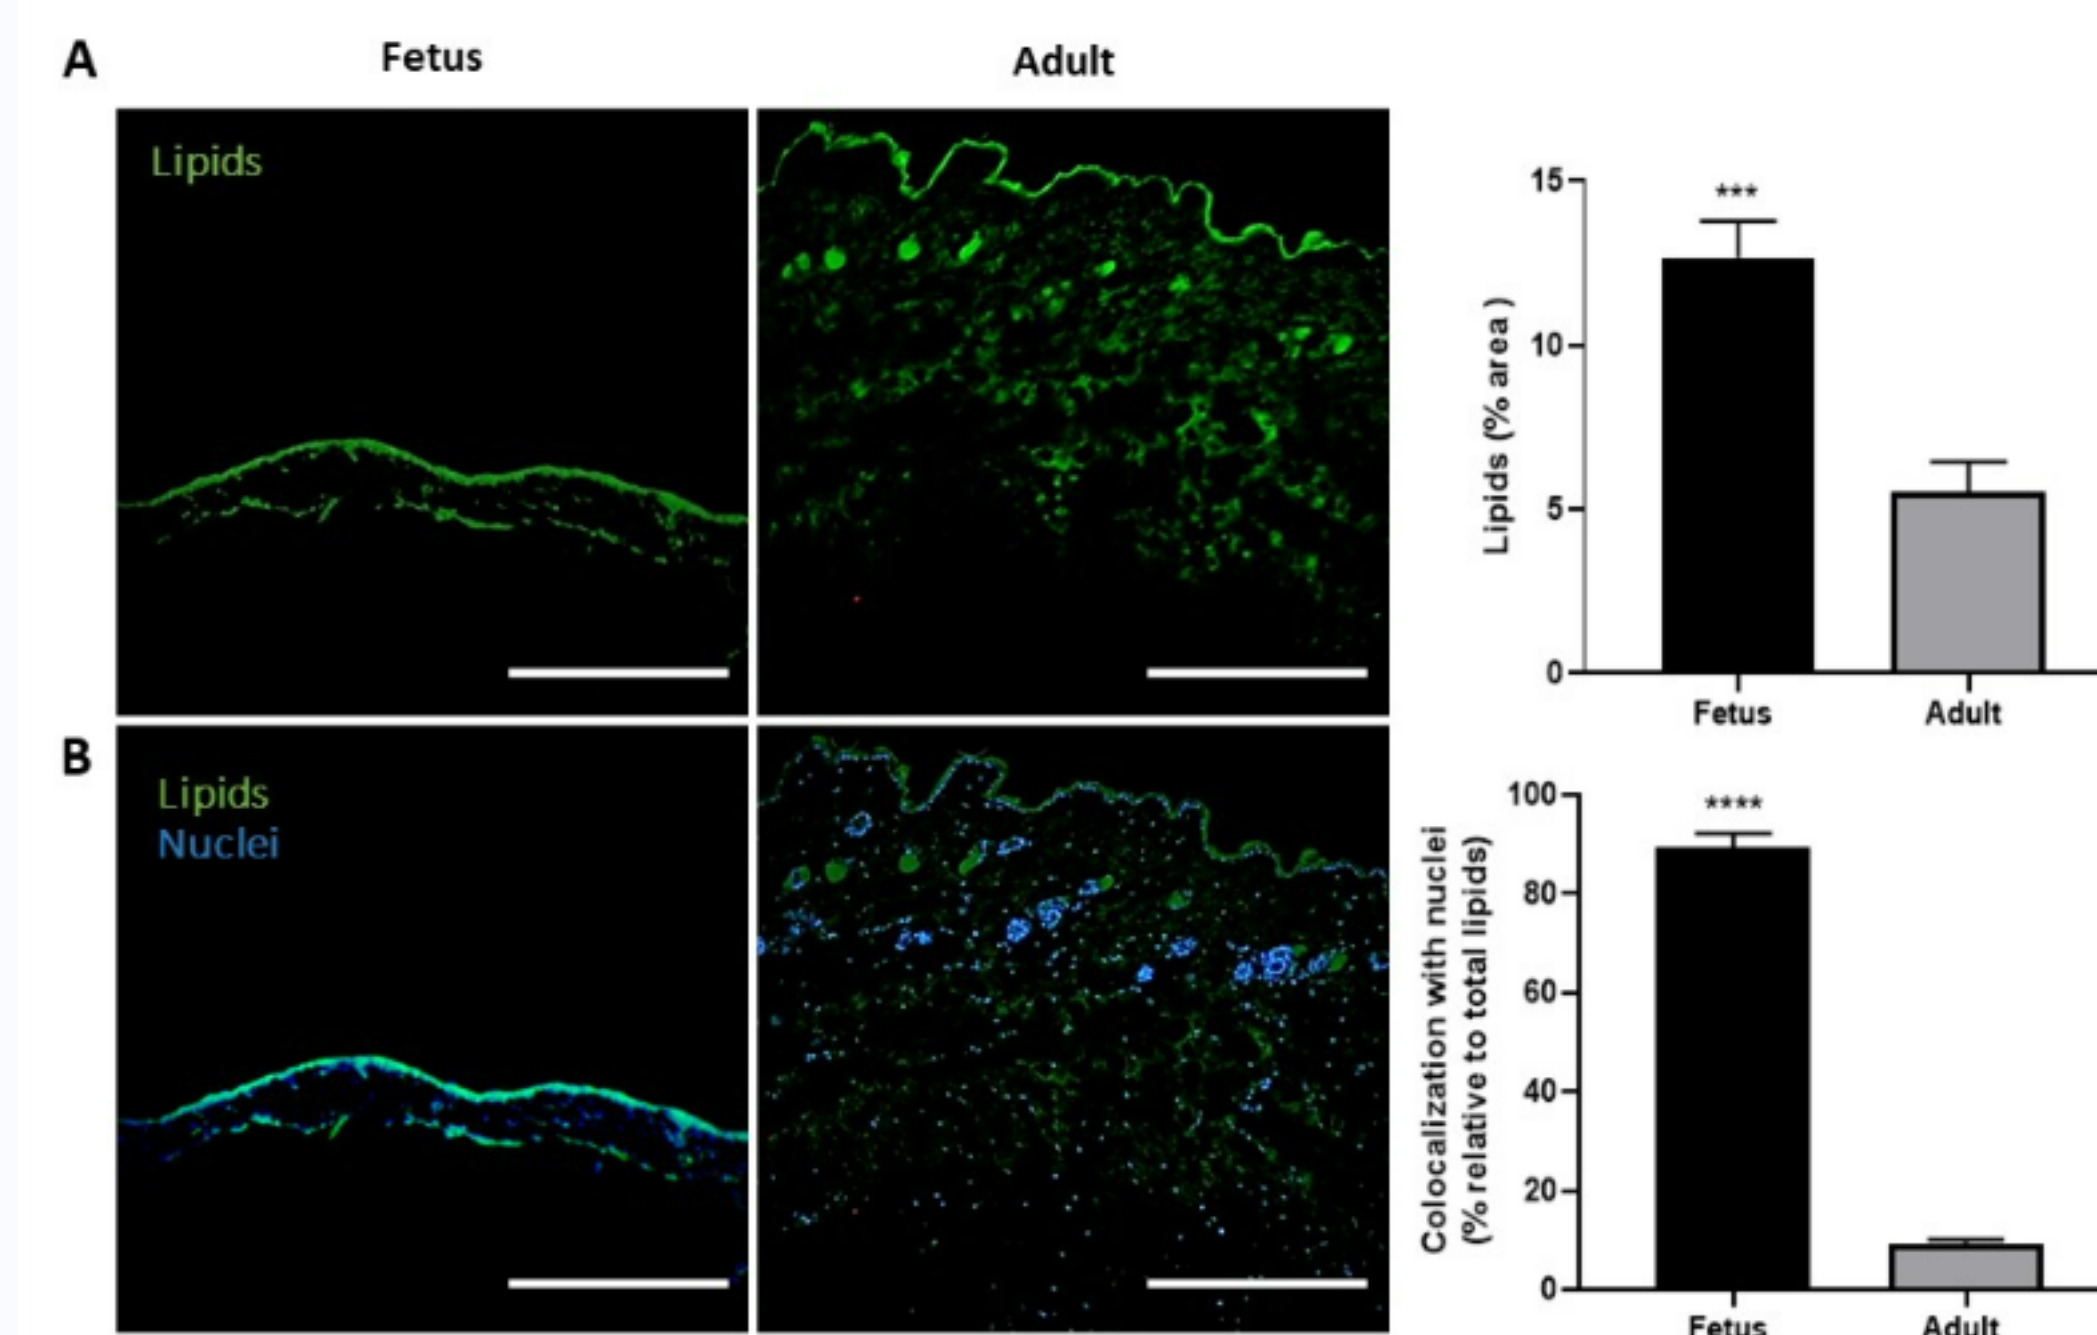 A
Fetus
Adult
Lipids
15
10
5
0
Lipids (% area )
***
Fetus
Adult
B
Lipids
Nuclei
100
80
60
40
20
0
Colocalization with nuclei
(% relative to total lipids)
****
Fetus
Adult